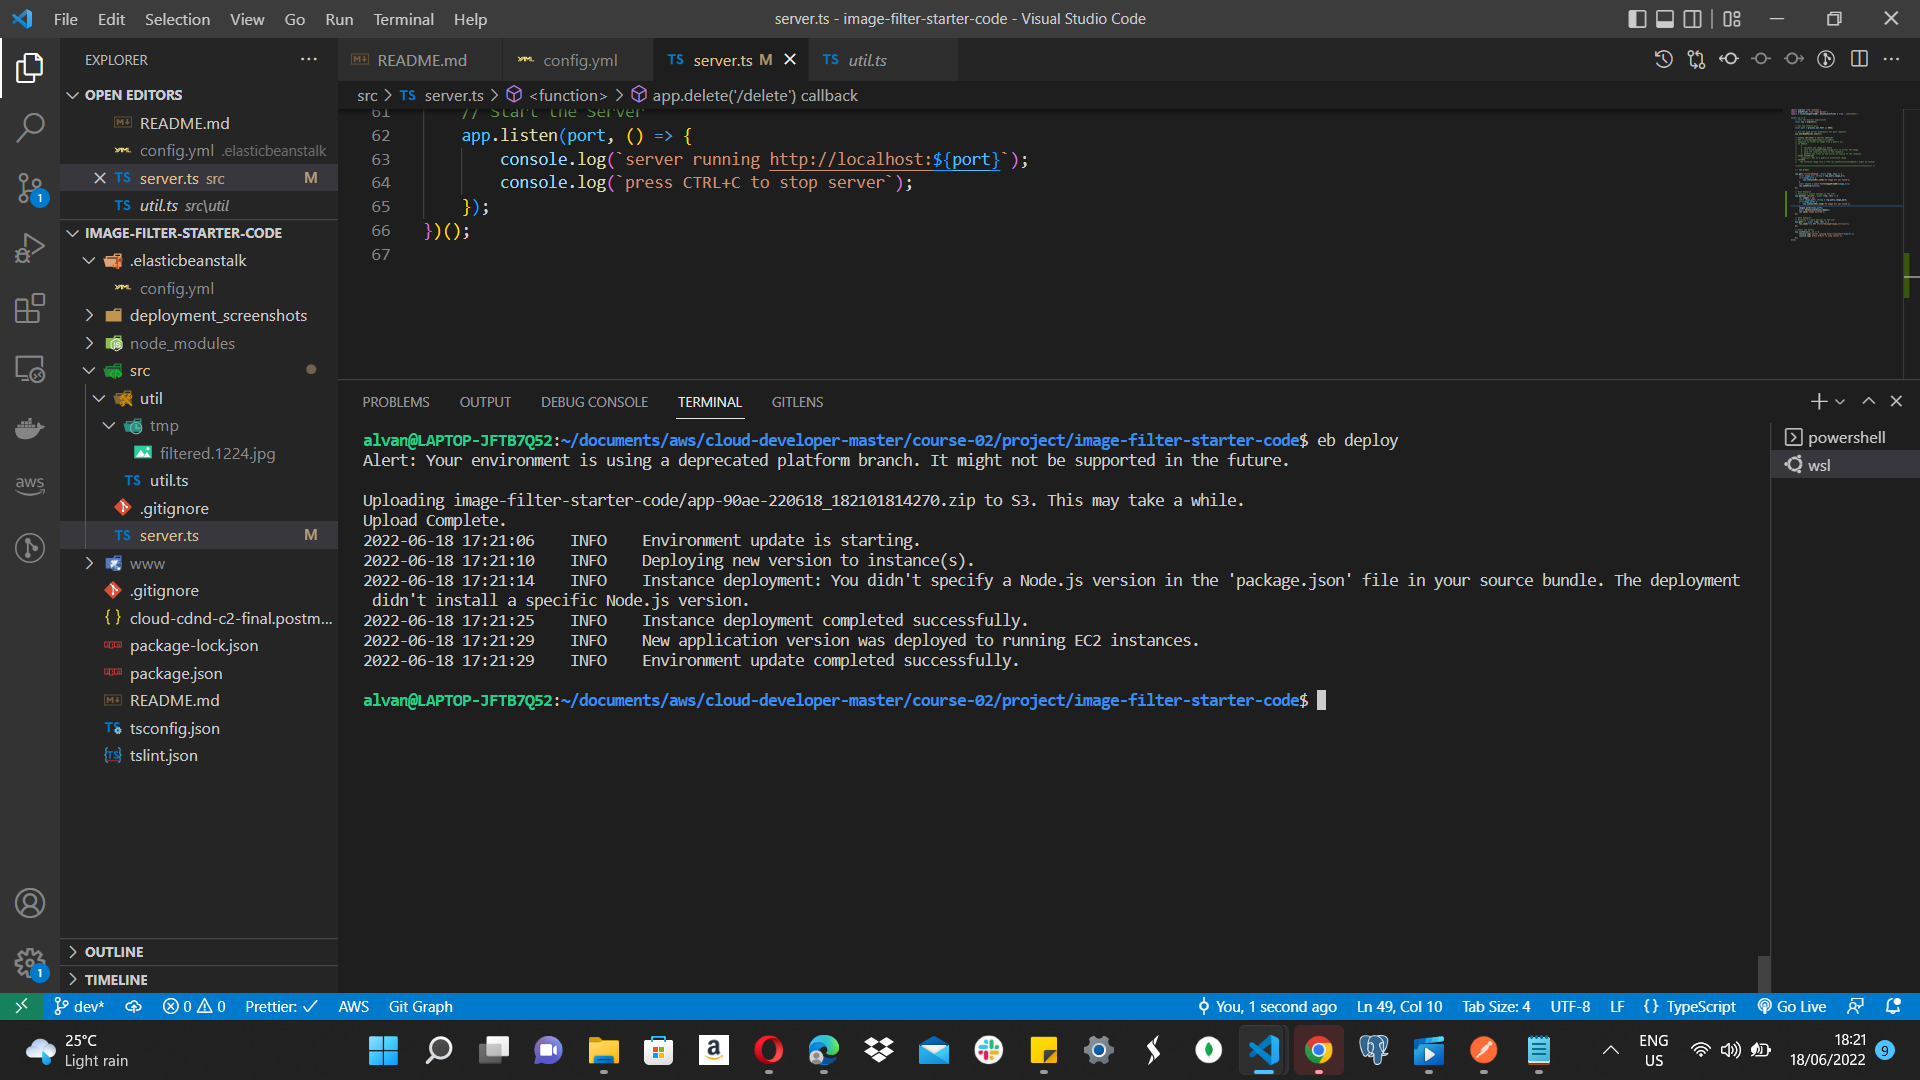 File Edit Selection View Go Run Terminal Help
server.ts - image-filter-starter-code - Visual Studio Code
EXPLORER
OPEN EDITORS
README.md
config.yml .elasticbeanstalk
TS server.ts src M
TS util.ts src\util
IMAGE-FILTER-STARTER-CODE
.elasticbeanstalk
config.yml
deployment_screenshots
node_modules
src
util
tmp
filtered.1224.jpg
TS util.ts
.gitignore
TS server.ts M
www
.gitignore
{} cloud-cdnd-c2-final.postm...
package-lock.json
package.json
README.md
tsconfig.json
tslint.json
OUTLINE
TIMELINE
README.md config.yml TS server.ts M TS util.ts
src > TS server.ts > <function> > app.delete('/delete') callback
61 // Start the Server
62 app.listen(port, () => {
63 console.log(`server running http://localhost:${port}`);
64 console.log(`press CTRL+C to stop server`);
65 });
66 })();
67
PROBLEMS OUTPUT DEBUG CONSOLE TERMINAL GITLENS
powershell
wsl
alvan@LAPTOP-JFTB7Q52:~/documents/aws/cloud-developer-master/course-02/project/image-filter-starter-code$ eb deploy
Alert: Your environment is using a deprecated platform branch. It might not be supported in the future.
Uploading image-filter-starter-code/app-90ae-220618_182101814270.zip to S3. This may take a while.
Upload Complete.
2022-06-18 17:21:06 INFO Environment update is starting.
2022-06-18 17:21:10 INFO Deploying new version to instance(s).
2022-06-18 17:21:14 INFO Instance deployment: You didn't specify a Node.js version in the 'package.json' file in your source bundle. The deployment
didn't install a specific Node.js version.
2022-06-18 17:21:25 INFO Instance deployment completed successfully.
2022-06-18 17:21:29 INFO New application version was deployed to running EC2 instances.
2022-06-18 17:21:29 INFO Environment update completed successfully.
alvan@LAPTOP-JFTB7Q52:~/documents/aws/cloud-developer-master/course-02/project/image-filter-starter-code$
aws
1
1
dev* 0 0 Prettier: AWS Git Graph
You, 1 second ago Ln 49, Col 10 Tab Size: 4 UTF-8 LF {} TypeScript Go Live
25°C
Light rain
ENG
US
18:21
18/06/2022
9